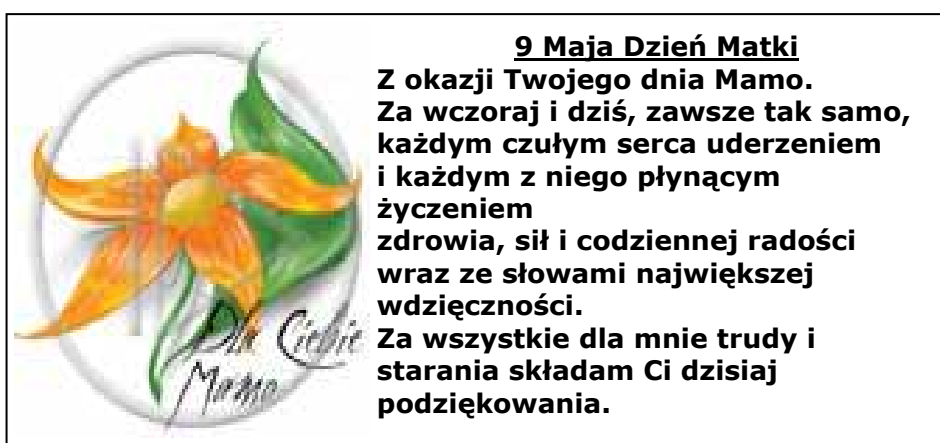 9 Maja Dzień Matki
Z okazji Twojego dnia Mamo.
Za wczoraj i dziś, zawsze tak samo,
każdym czułym serca uderzeniem
i każdym z niego płynącym
życzeniem
zdrowia, sił i codziennej radości
wraz ze słowami największej
wdzięczności.
Za wszystkie dla mnie trudy i
starania składam Ci dzisiaj
podziękowania.
Dla Ciebie
Mamo